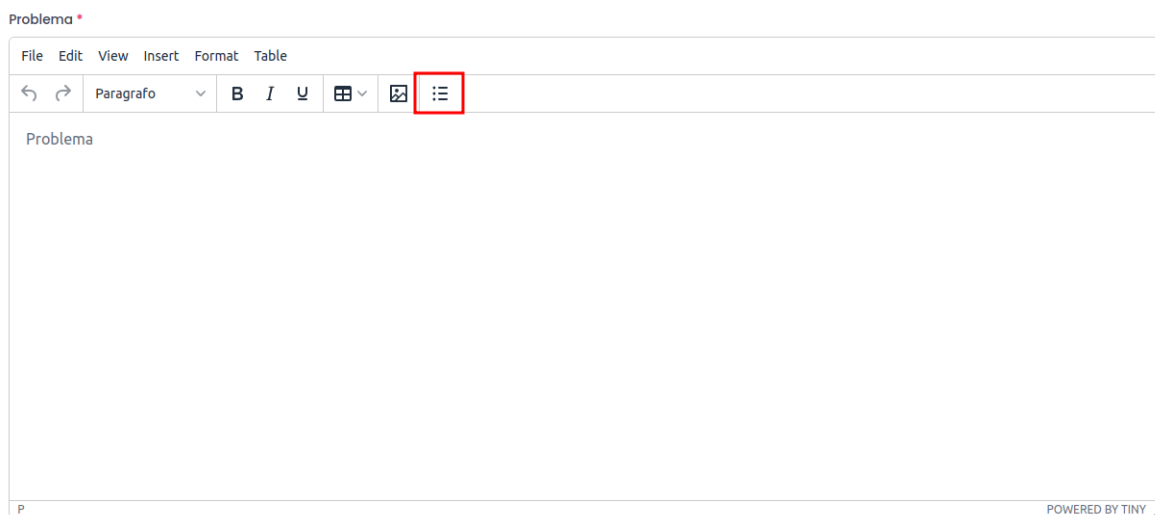 Problema *
File Edit View Insert Format Table
Paragrafo B I U
Problema
P POWERED BY TINY